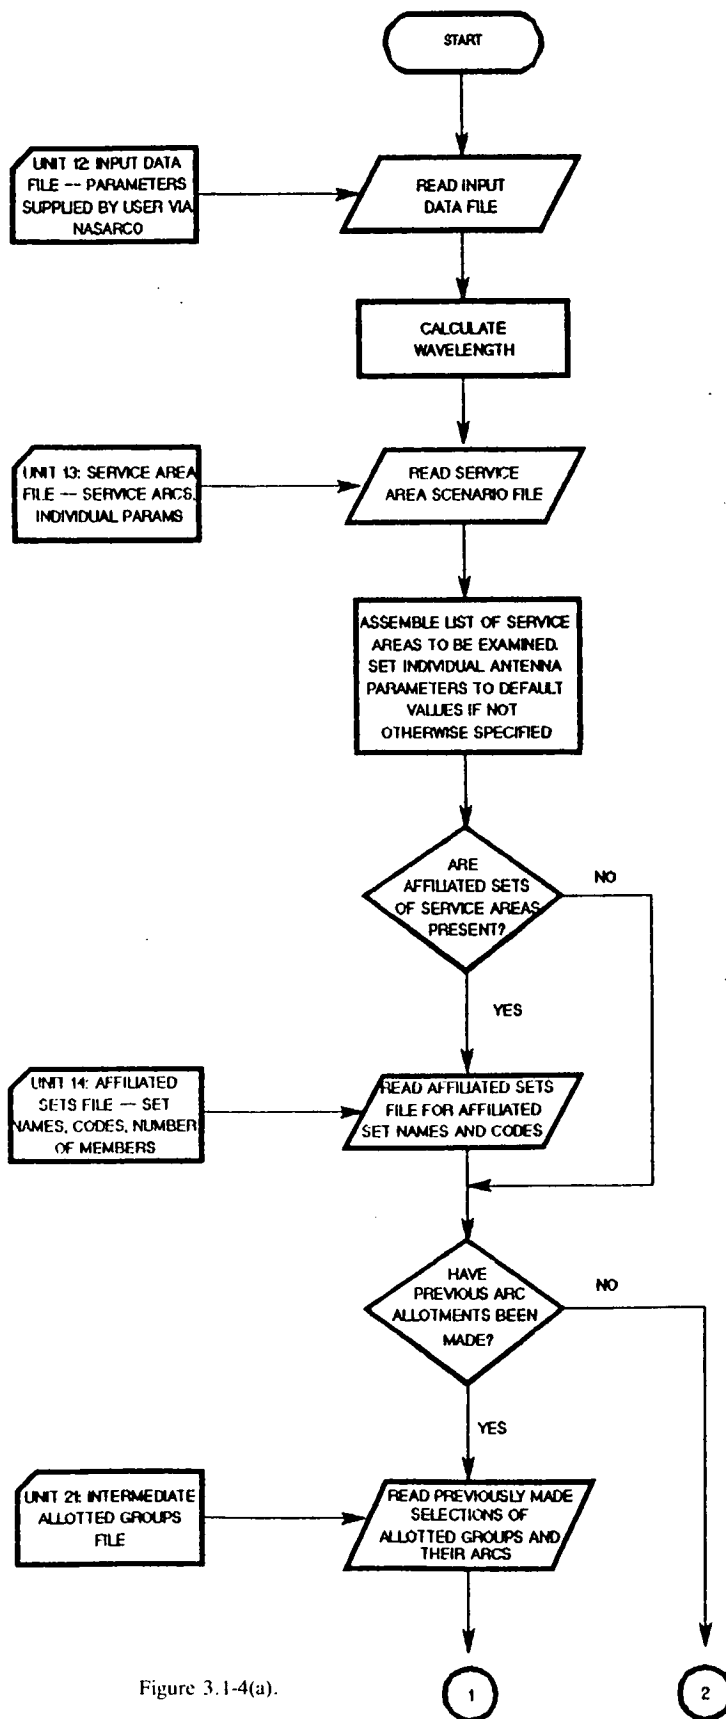 START
UNIT 12: INPUT DATA
FILE -- PARAMETERS
SUPPLIED BY USER VIA
NASARCO
READ INPUT
DATA FILE
CALCULATE
WAVELENGTH
UNIT 13: SERVICE AREA
FILE -- SERVICE ARCS,
INDIVIDUAL PARAMS
READ SERVICE
AREA SCENARIO FILE
ASSEMBLE LIST OF SERVICE
AREAS TO BE EXAMINED.
SET INDIVIDUAL ANTENNA
PARAMETERS TO DEFAULT
VALUES IF NOT
OTHERWISE SPECIFIED
ARE
AFFILIATED SETS
OF SERVICE AREAS
PRESENT?
NO
YES
UNIT 14: AFFILIATED
SETS FILE -- SET
NAMES, CODES, NUMBER
OF MEMBERS
READ AFFILIATED SETS
FILE FOR AFFILIATED
SET NAMES AND CODES
HAVE
PREVIOUS ARC
ALLOTMENTS BEEN
MADE?
NO
YES
UNIT 21: INTERMEDIATE
ALLOTTED GROUPS
FILE
READ PREVIOUSLY MADE
SELECTIONS OF
ALLOTTED GROUPS AND
THEIR ARCS
Figure 3.1-4(a).
1
2